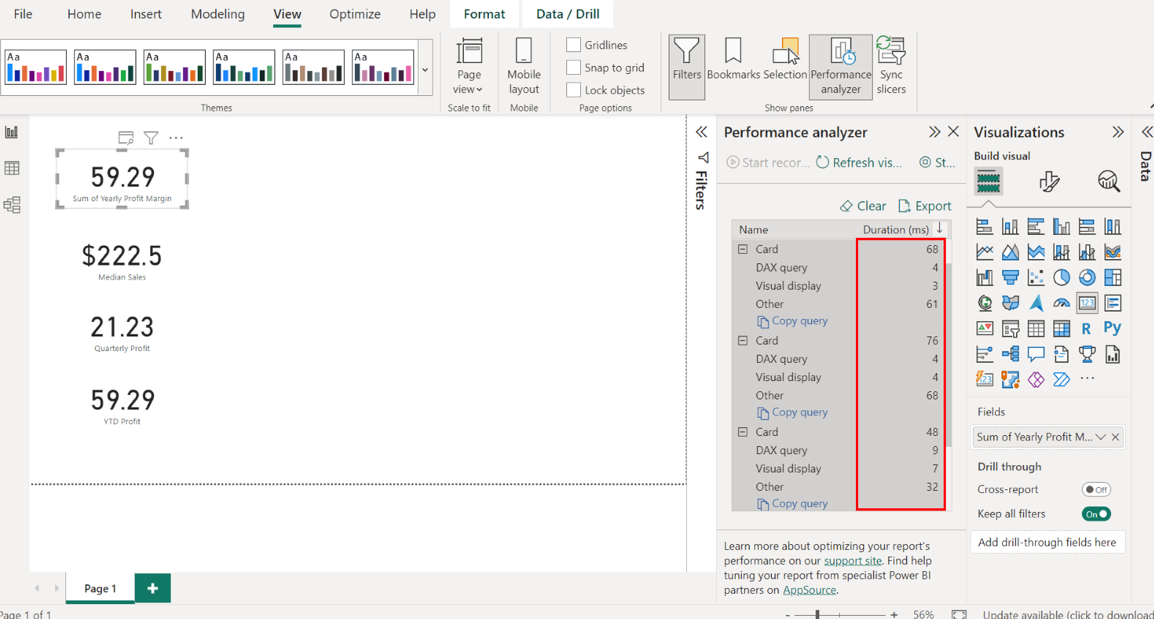 File Home Insert Modeling View Optimize Help Format Data / Drill
Aa Aa Aa Aa Aa Aa
Themes
Page
view
Scale to fit
Mobile
layout
Mobile
Gridlines
Snap to grid
Lock objects
Page options
Filters
Bookmarks
Selection
Performance
analyzer
Sync
slicers
Show panes
59.29
Sum of Yearly Profit Margin
$222.5
Median Sales
21.23
Quarterly Profit
59.29
YTD Profit
Filters
Performance analyzer
Start recor... Refresh vis... St...
Clear Export
Name Duration (ms)
Card 68
DAX query 4
Visual display 3
Other 61
Copy query
Card 76
DAX query 4
Visual display 4
Other 68
Copy query
Card 48
DAX query 9
Visual display 7
Other 32
Copy query
Learn more about optimizing your report's
performance on our support site. Find help
tuning your report from specialist Power BI
partners on AppSource.
Visualizations
Build visual
123
R Py
123
Fields
Sum of Yearly Profit M...
Drill through
Cross-report Off
Keep all filters On
Add drill-through fields here
Data
Page 1 +
Page 1 of 1
- + 56% Update available (click to download